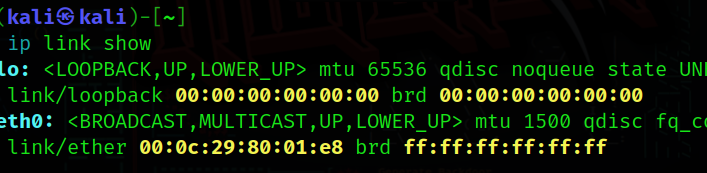 (kali㉿kali)-[~]
ip link show
lo: <LOOPBACK,UP,LOWER_UP> mtu 65536 qdisc noqueue state
link/loopback 00:00:00:00:00:00 brd 00:00:00:00:00:00
eth0: <BROADCAST,MULTICAST,UP,LOWER_UP> mtu 1500 qdisc
link/ether 00:0c:29:80:01:e8 brd ff:ff:ff:ff:ff:ff